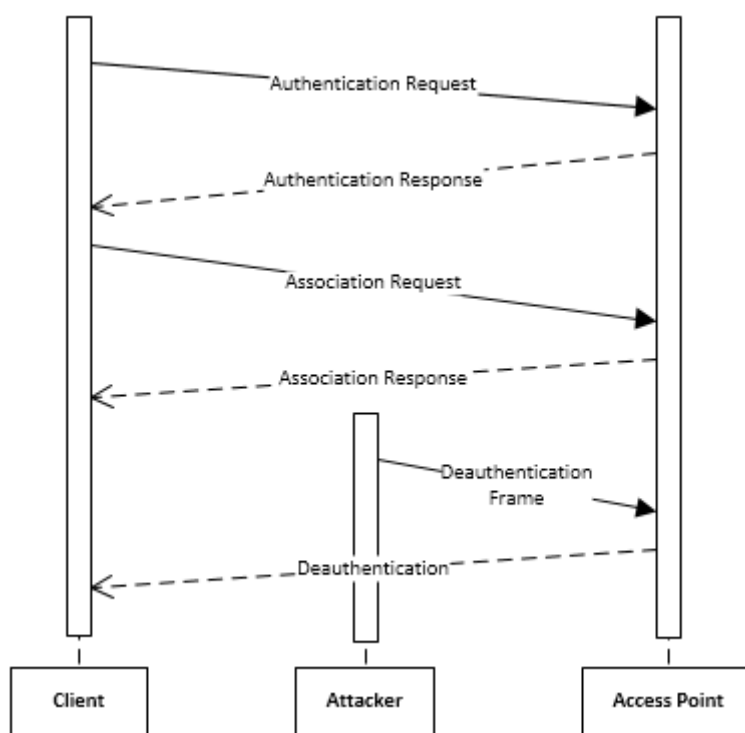 Authentication Request
Authentication Response
Association Request
Association Response
Deauthentication
Frame
Deauthentication
Client
Attacker
Access Point